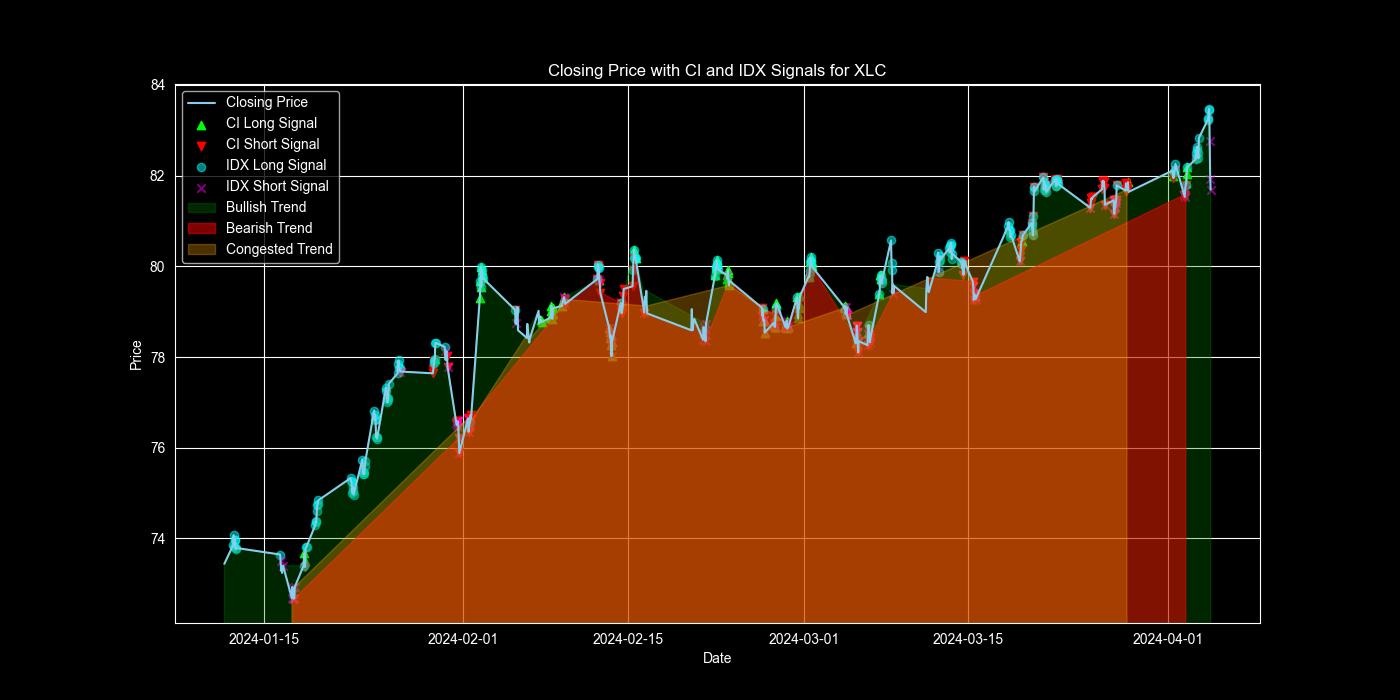 Closing Price with CI and IDX Signals for XLC
84
82
80
78
76
74
Price
Closing Price
CI Long Signal
CI Short Signal
IDX Long Signal
IDX Short Signal
Bullish Trend
Bearish Trend
Congested Trend
2024-01-15
2024-02-01
2024-02-15
2024-03-01
2024-03-15
2024-04-01
Date